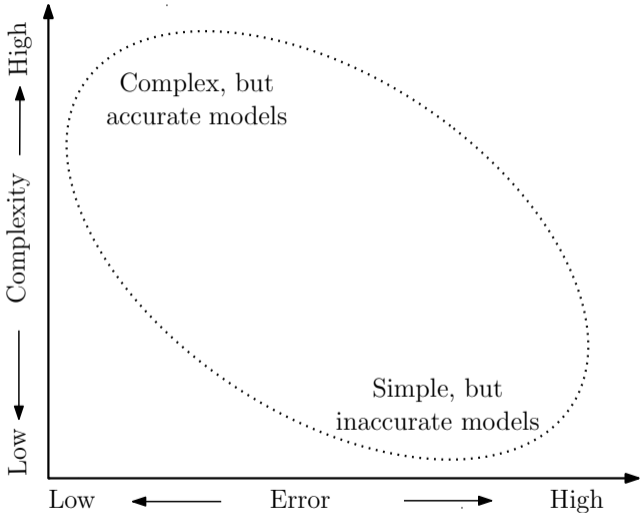 High
Complexity
Low
Complex, but
accurate models
Simple, but
inaccurate models
Low
Error
High